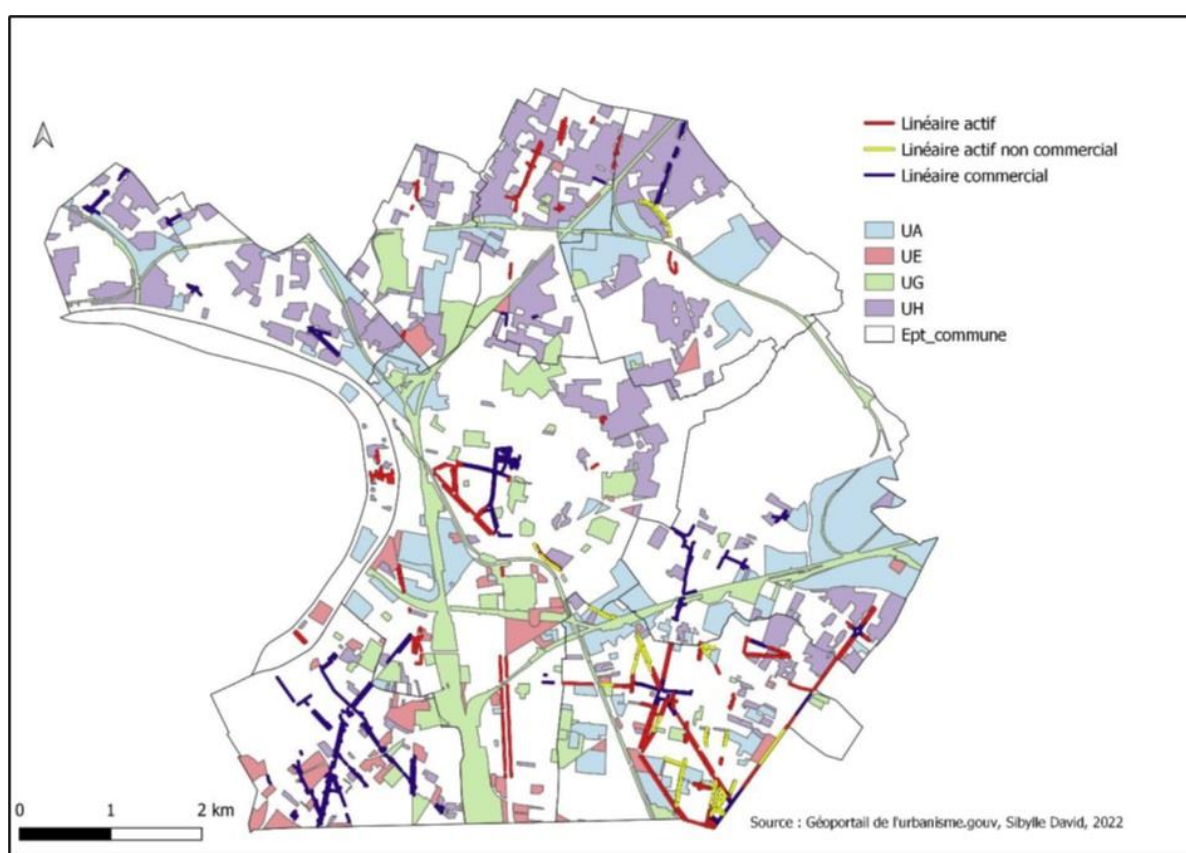 Linéaire actif
Linéaire actif non commercial
Linéaire commercial
UA
UE
UG
UH
Ept_commune
0 1 2 km
Source : Géoportail de l'urbanisme.gouv, Sibylle David, 2022